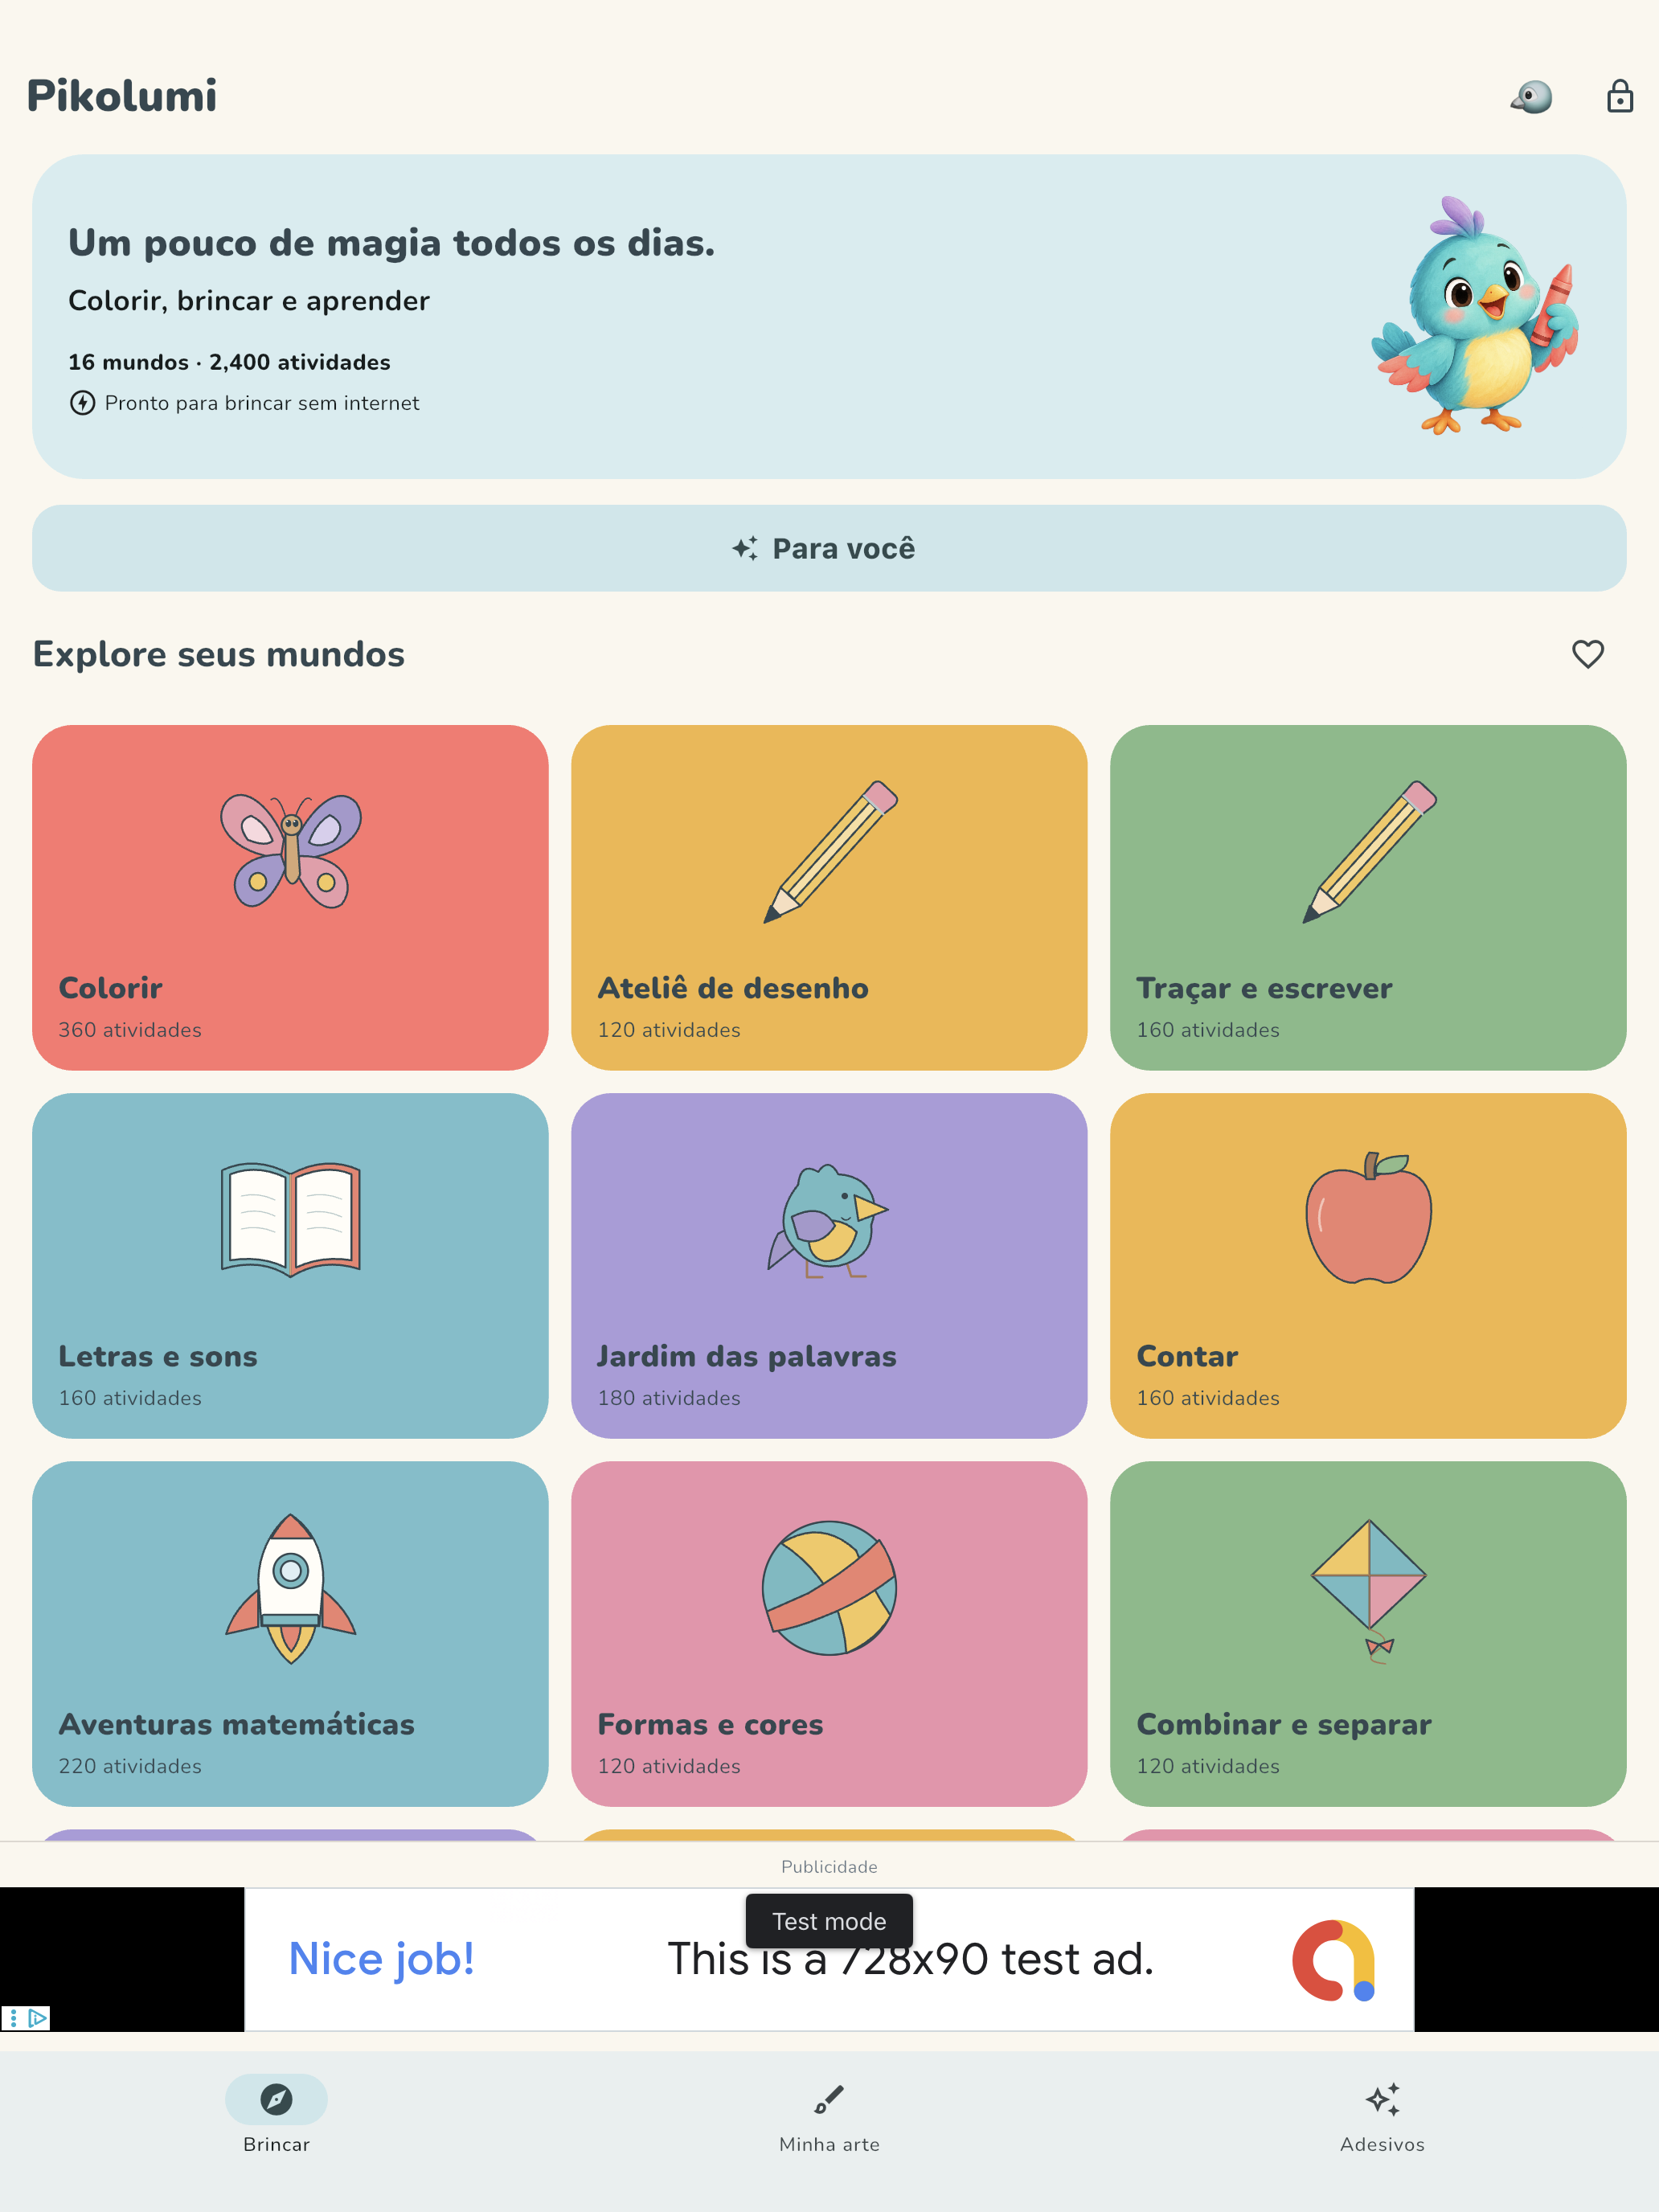 Pikolumi
Um pouco de magia todos os dias.
Colorir, brincar e aprender
16 mundos · 2,400 atividades
Pronto para brincar sem internet
Para você
Explore seus mundos
Colorir
360 atividades
Ateliê de desenho
120 atividades
Traçar e escrever
160 atividades
Letras e sons
160 atividades
Jardim das palavras
180 atividades
Contar
160 atividades
Aventuras matemáticas
220 atividades
Formas e cores
120 atividades
Combinar e separar
120 atividades
Publicidade
Test mode
Nice job!
This is a 728x90 test ad.
Brincar
Minha arte
Adesivos